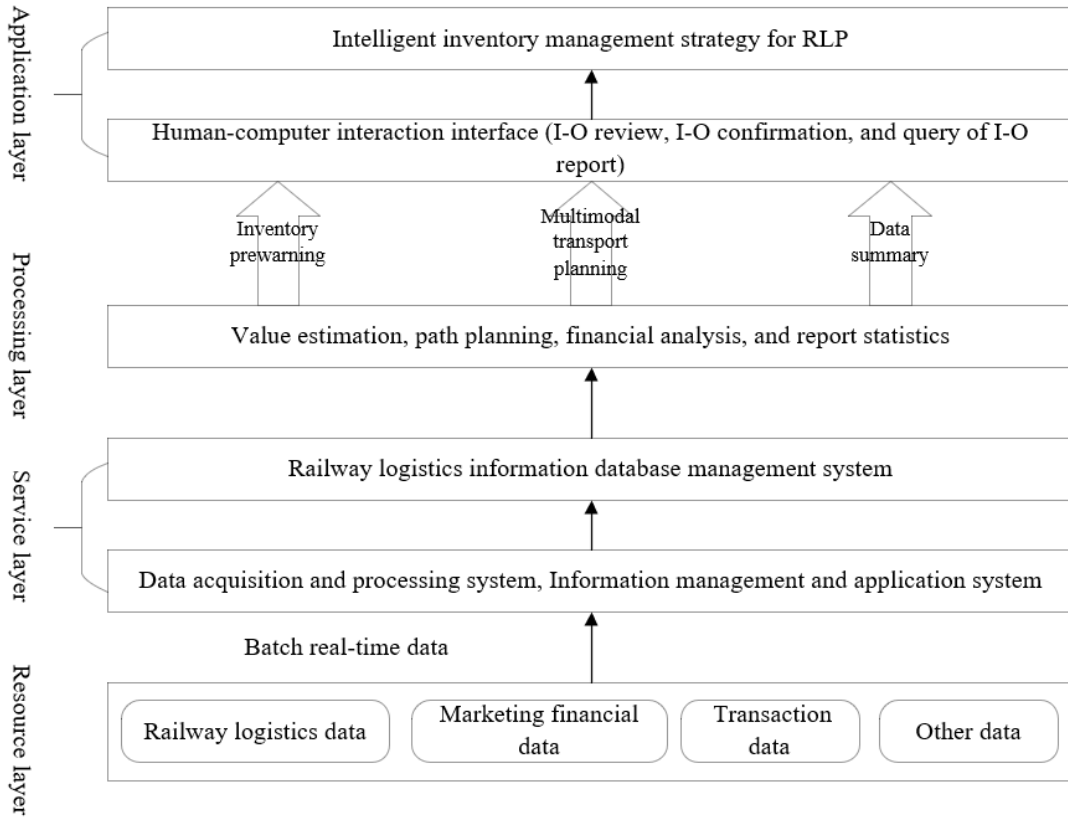 Application layer
Intelligent inventory management strategy for RLP
Human-computer interaction interface (I-O review, I-O confirmation, and query of I-O
report)
Inventory
prewarning
Multimodal
transport
planning
Data
summary
Processing layer
Value estimation, path planning, financial analysis, and report statistics
Service layer
Railway logistics information database management system
Data acquisition and processing system, Information management and application system
Batch real-time data
Resource layer
Railway logistics data
Marketing financial
data
Transaction
data
Other data